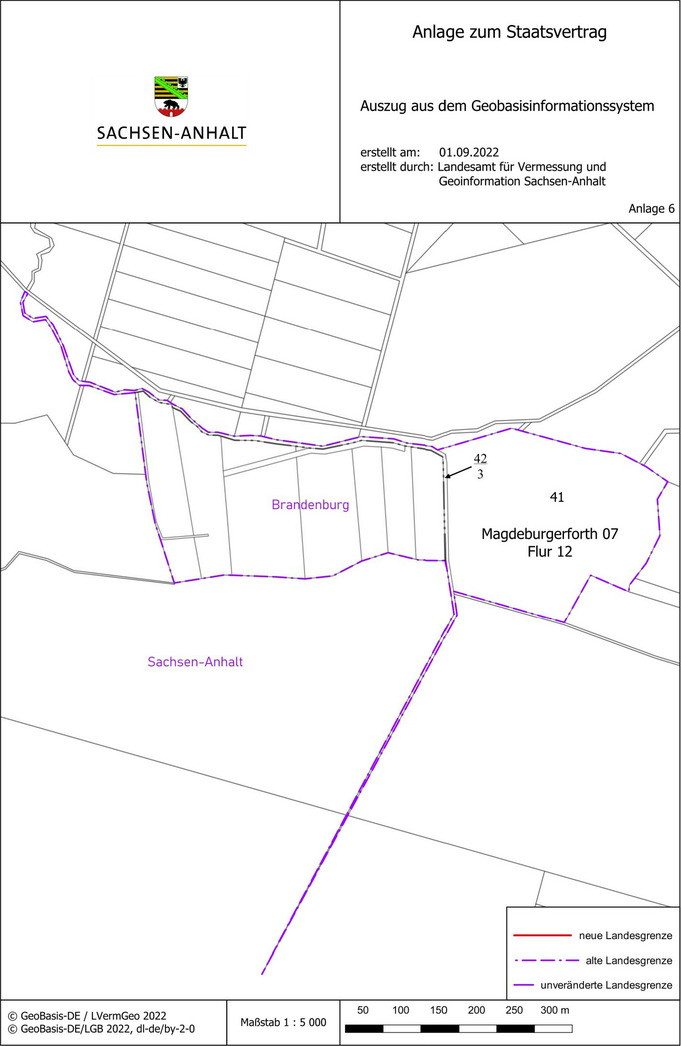 SACHSEN-ANHALT
Anlage zum Staatsvertrag
Auszug aus dem Geobasisinformationssystem
erstellt am: 01.09.2022
erstellt durch: Landesamt für Vermessung und
Geoinformation Sachsen-Anhalt
Anlage 6
42
3
41
Brandenburg
Magdeburgerforth 07
Flur 12
Sachsen-Anhalt
neue Landesgrenze
alte Landesgrenze
unveränderte Landesgrenze
© GeoBasis-DE / LVermGeo 2022
© GeoBasis-DE/LGB 2022, dl-de/by-2-0
Maßstab 1 : 5 000
50 100 150 200 250 300 m